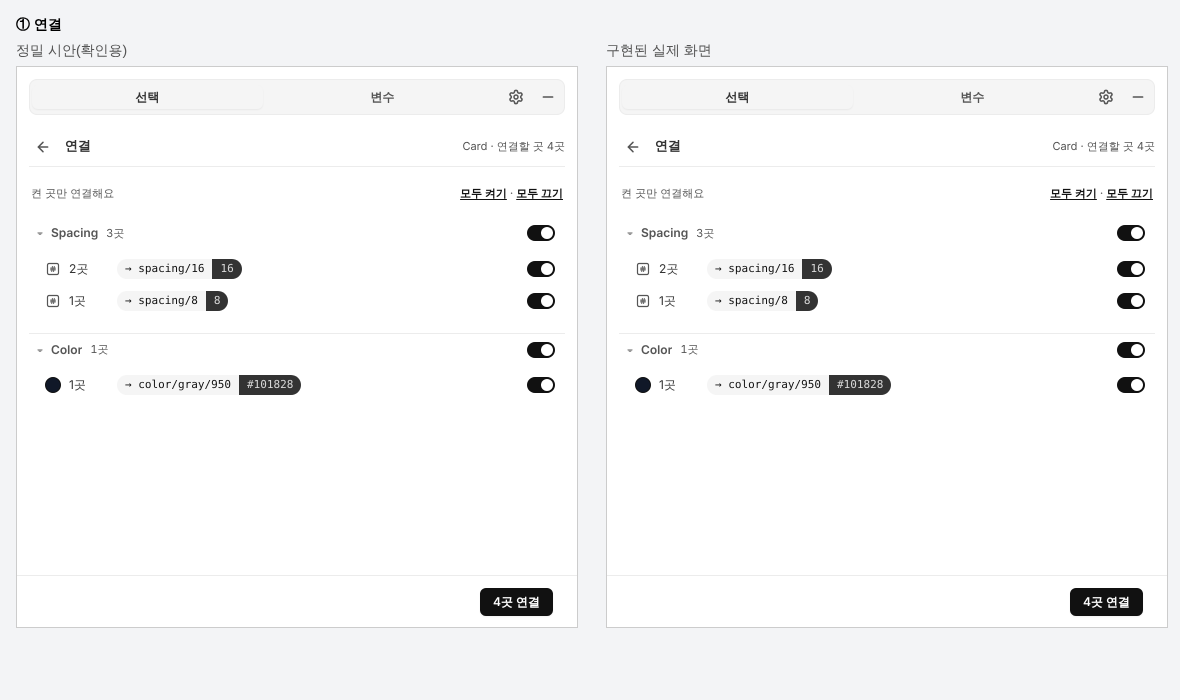 ① 연결
정밀 시안(확인용)
선택 변수
연결 Card · 연결할 곳 4곳
켠 곳만 연결해요 모두 켜기 · 모두 끄기
Spacing 3곳
# 2곳 → spacing/16 16
# 1곳 → spacing/8 8
Color 1곳
1곳 → color/gray/950 #101828
4곳 연결
구현된 실제 화면
선택 변수
연결 Card · 연결할 곳 4곳
켠 곳만 연결해요 모두 켜기 · 모두 끄기
Spacing 3곳
# 2곳 → spacing/16 16
# 1곳 → spacing/8 8
Color 1곳
1곳 → color/gray/950 #101828
4곳 연결